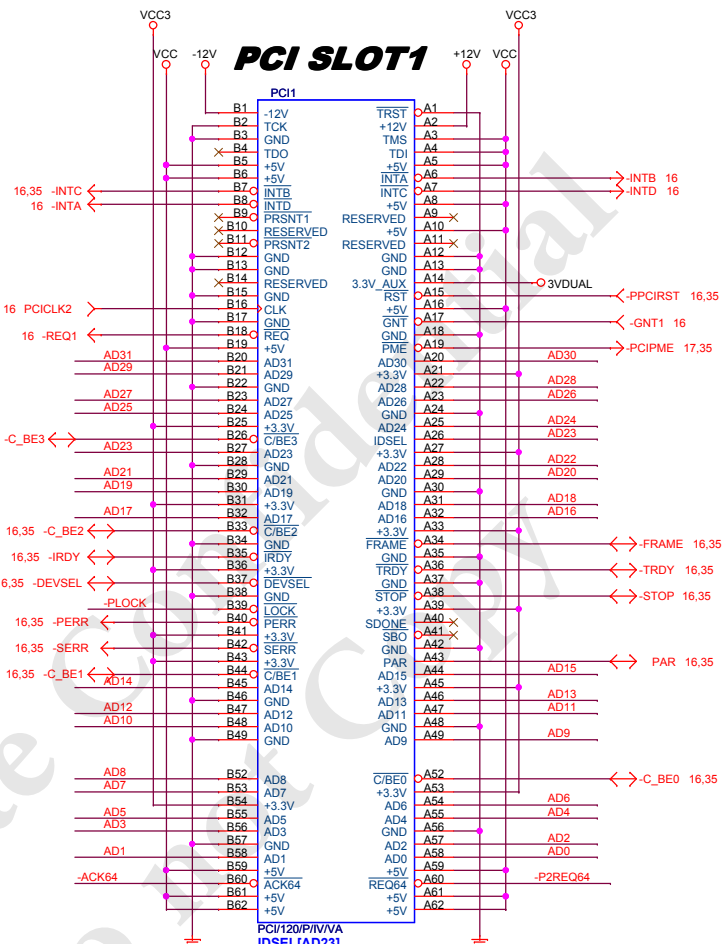 VCC3 VCC3
VCC -12V PCI SLOT1 +12V VCC
PCI1
B1 -12V TRST A1
B2 TCK +12V A2
B3 GND TMS A3
B4 TDO TDI A4
B5 +5V +5V A5
B6 +5V INTA A6 -INTB 16
16,35 -INTC B7 INTB INTC A7 -INTD 16
16 -INTA B8 INTD +5V A8
B9 PRSNT1 RESERVED A9
B10 RESERVED +5V A10
B11 PRSNT2 RESERVED A11
B12 GND GND A12
B13 GND GND A13
B14 RESERVED 3.3V_AUX A14 3VDUAL
B15 GND RST A15 -PPCIRST 16,35
16 PCICLK2 B16 CLK +5V A16
B17 GND GNT A17 -GNT1 16
16 -REQ1 B18 REQ GND A18
B19 +5V PME A19 -PCIPME 17,35
AD31 B20 AD31 AD30 A20 AD30
AD29 B21 AD29 +3.3V A21
B22 GND AD28 A22 AD28
AD27 B23 AD27 AD26 A23 AD26
AD25 B24 AD25 GND A24
B25 +3.3V AD24 A25 AD24
-C_BE3 B26 C/BE3 IDSEL A26 AD23
AD23 B27 AD23 +3.3V A27
B28 GND AD22 A28 AD22
AD21 B29 AD21 AD20 A29 AD20
AD19 B30 AD19 GND A30
B31 +3.3V AD18 A31 AD18
AD17 B32 AD17 AD16 A32 AD16
16,35 -C_BE2 B33 C/BE2 +3.3V A33
B34 GND FRAME A34 -FRAME 16,35
16,35 -IRDY B35 IRDY GND A35
B36 +3.3V TRDY A36 -TRDY 16,35
16,35 -DEVSEL B37 DEVSEL GND A37
B38 GND STOP A38 -STOP 16,35
-PLOCK B39 LOCK +3.3V A39
16,35 -PERR B40 PERR SDONE A40
B41 +3.3V SBO A41
16,35 -SERR B42 SERR GND A42
B43 +3.3V PAR A43 PAR 16,35
16,35 -C_BE1 B44 C/BE1 AD15 A44 AD15
AD14 B45 AD14 +3.3V A45
B46 GND AD13 A46 AD13
AD12 B47 AD12 AD11 A47 AD11
AD10 B48 AD10 GND A48
B49 GND AD9 A49 AD9
AD8 B52 AD8 C/BE0 A52 -C_BE0 16,35
AD7 B53 AD7 +3.3V A53
B54 +3.3V AD6 A54 AD6
AD5 B55 AD5 AD4 A55 AD4
AD3 B56 AD3 GND A56
B57 GND AD2 A57 AD2
AD1 B58 AD1 AD0 A58 AD0
B59 +5V +5V A59
-ACK64 B60 ACK64 REQ64 A60 -P2REQ64
B61 +5V +5V A61
B62 +5V +5V A62
PCI/120/P/IV/VA
IDSEL[AD23]
Confidential
not Copy